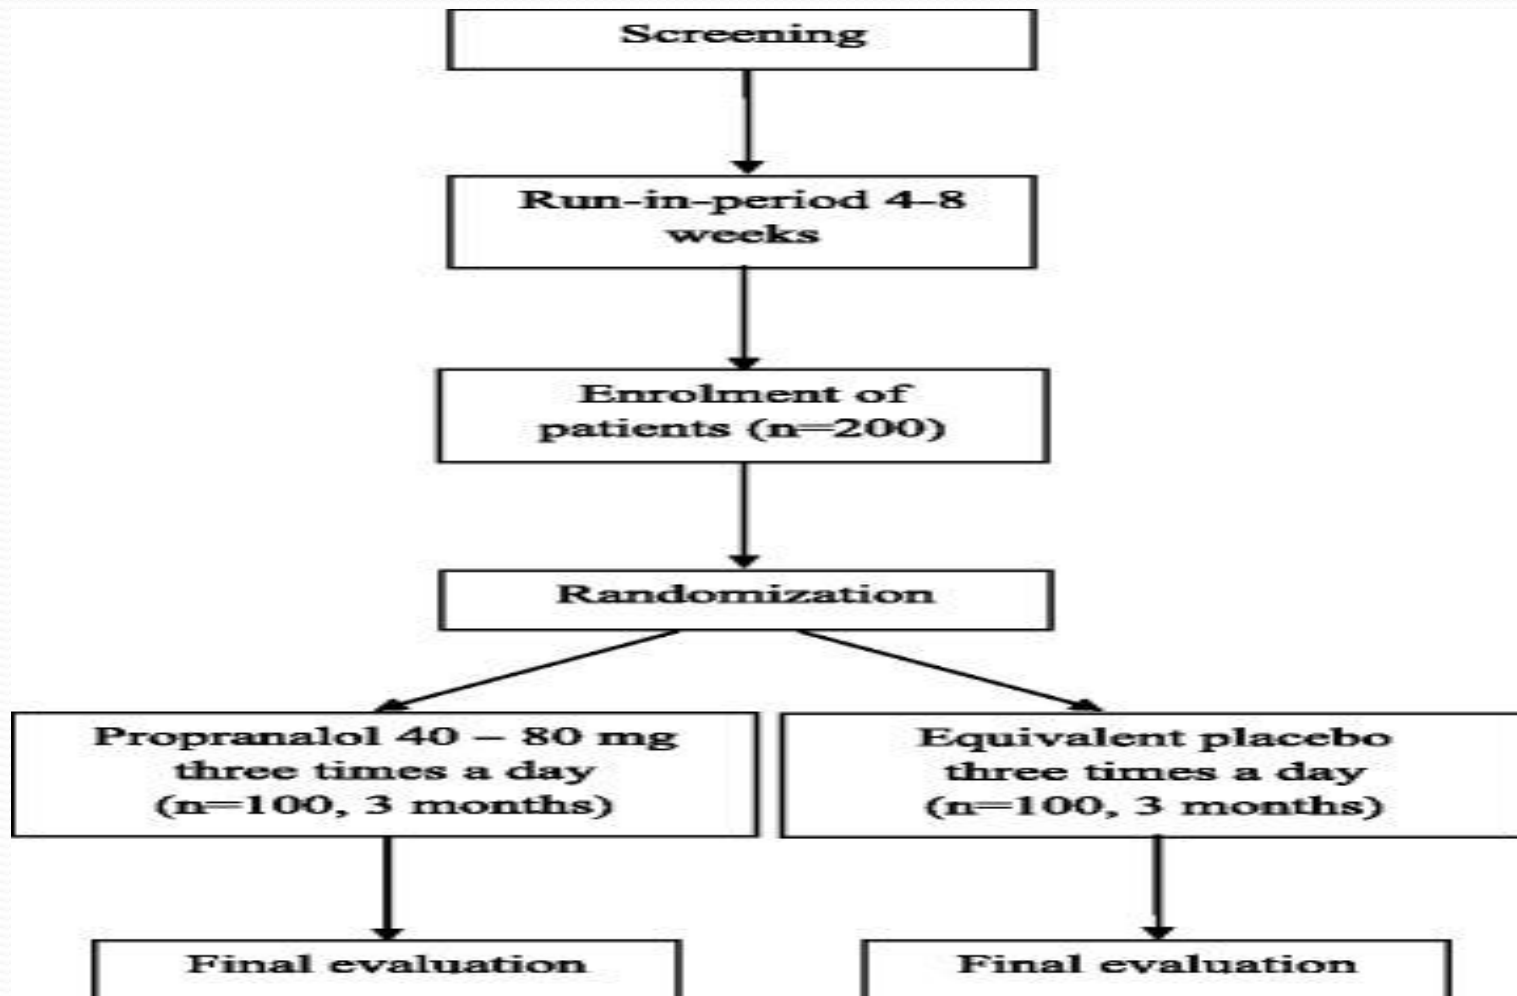 Screening
Run-in-period 4-8
weeks
Enrolment of
patients (n=200)
Randomization
Propranalol 40 – 80 mg
three times a day
(n=100, 3 months)
Equivalent placebo
three times a day
(n=100, 3 months)
Final evaluation
Final evaluation